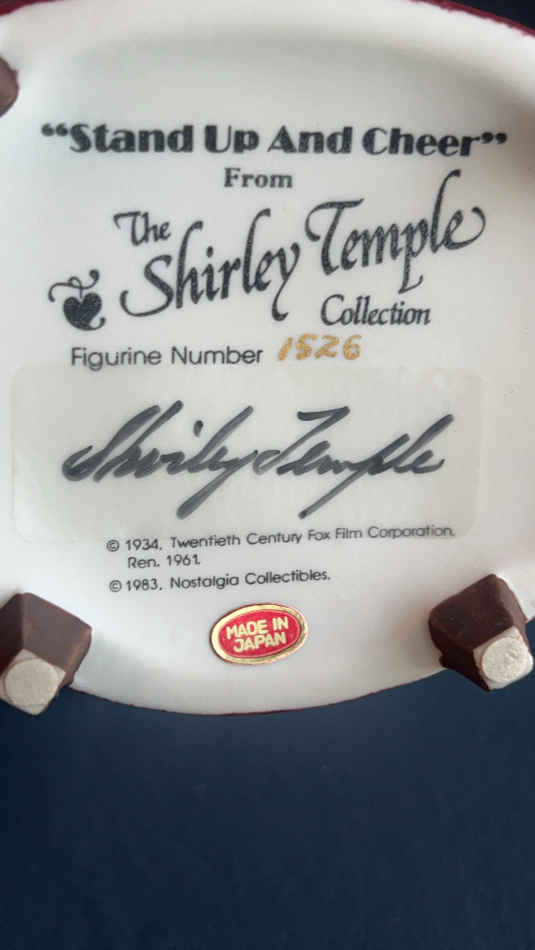 “Stand Up And Cheer”
From
The
Shirley Temple
Collection
Figurine Number 1526
Shirley Temple
© 1934, Twentieth Century Fox Film Corporation,
Ren. 1961.
© 1983, Nostalgia Collectibles.
MADE IN
JAPAN